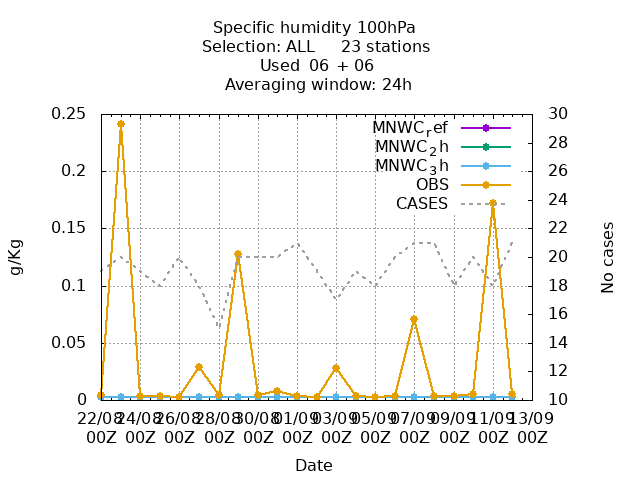 Specific humidity 100hPa
Selection: ALL 23 stations
Used 06 + 06
Averaging window: 24h
0.25
0.2
0.15
0.1
0.05
0
30
28
26
24
22
20
18
16
14
12
10
MNWC_ref
MNWC_2h
MNWC_3h
OBS
CASES
g/Kg
No cases
22/08 24/08 26/08 28/08 30/08 01/09 03/09 05/09 07/09 09/09 11/09 13/09
00Z 00Z 00Z 00Z 00Z 00Z 00Z 00Z 00Z 00Z 00Z 00Z
Date